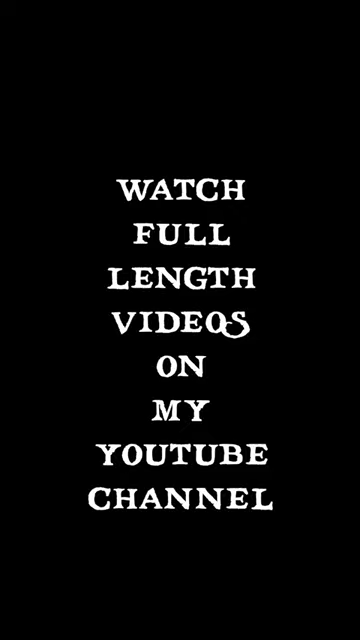 WATCH
FULL
LENGTH
VIDEOS
ON
MY
YOUTUBE
CHANNEL